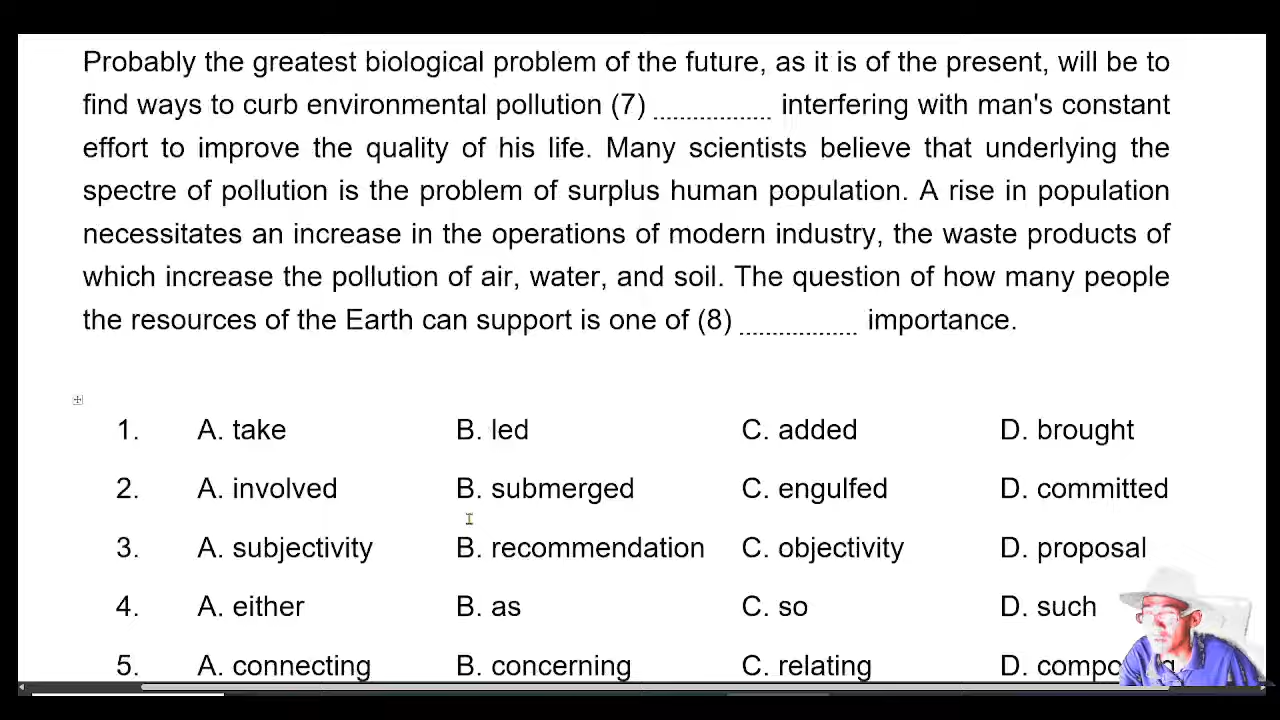 Probably the greatest biological problem of the future, as it is of the present, will be to
find ways to curb environmental pollution (7) ................. interfering with man's constant
effort to improve the quality of his life. Many scientists believe that underlying the
spectre of pollution is the problem of surplus human population. A rise in population
necessitates an increase in the operations of modern industry, the waste products of
which increase the pollution of air, water, and soil. The question of how many people
the resources of the Earth can support is one of (8) ................. importance.
1. A. take B. led C. added D. brought
2. A. involved B. submerged C. engulfed D. committed
3. A. subjectivity B. recommendation C. objectivity D. proposal
4. A. either B. as C. so D. such
5. A. connecting B. concerning C. relating D.